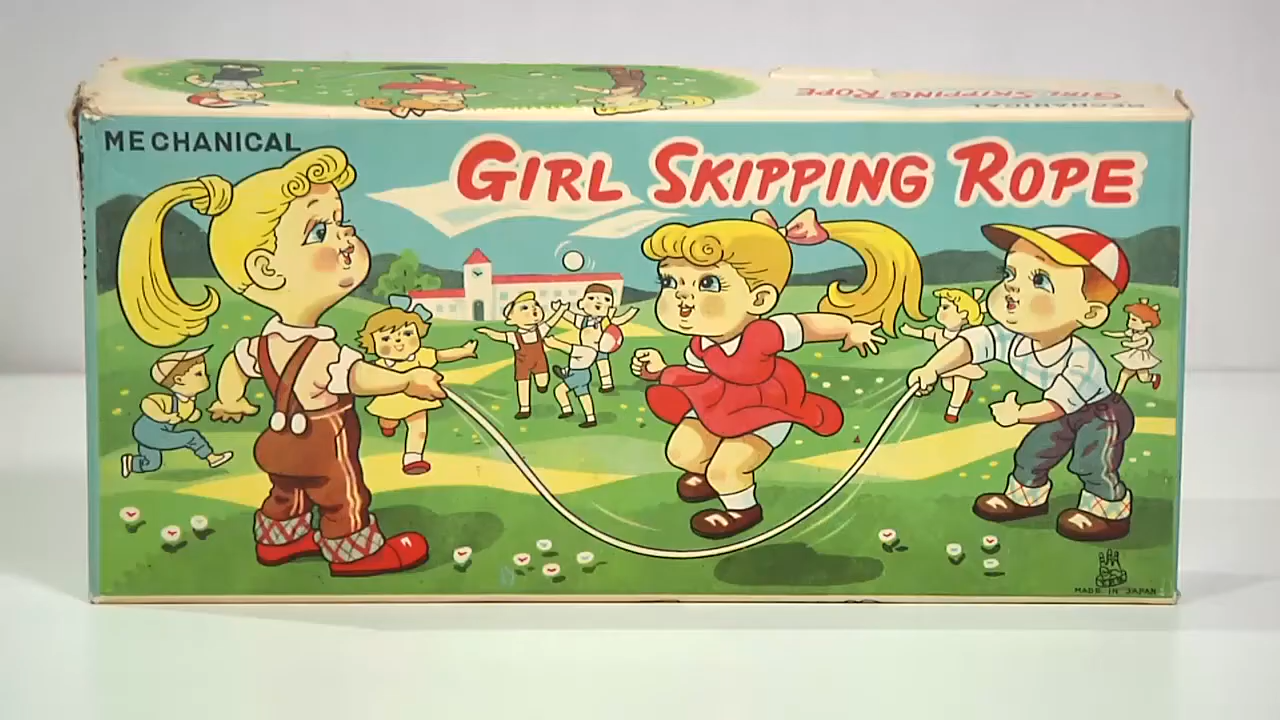 MECHANICAL
GIRL SKIPPING ROPE
MECHANICAL
GIRL SKIPPING ROPE
MADE IN JAPAN